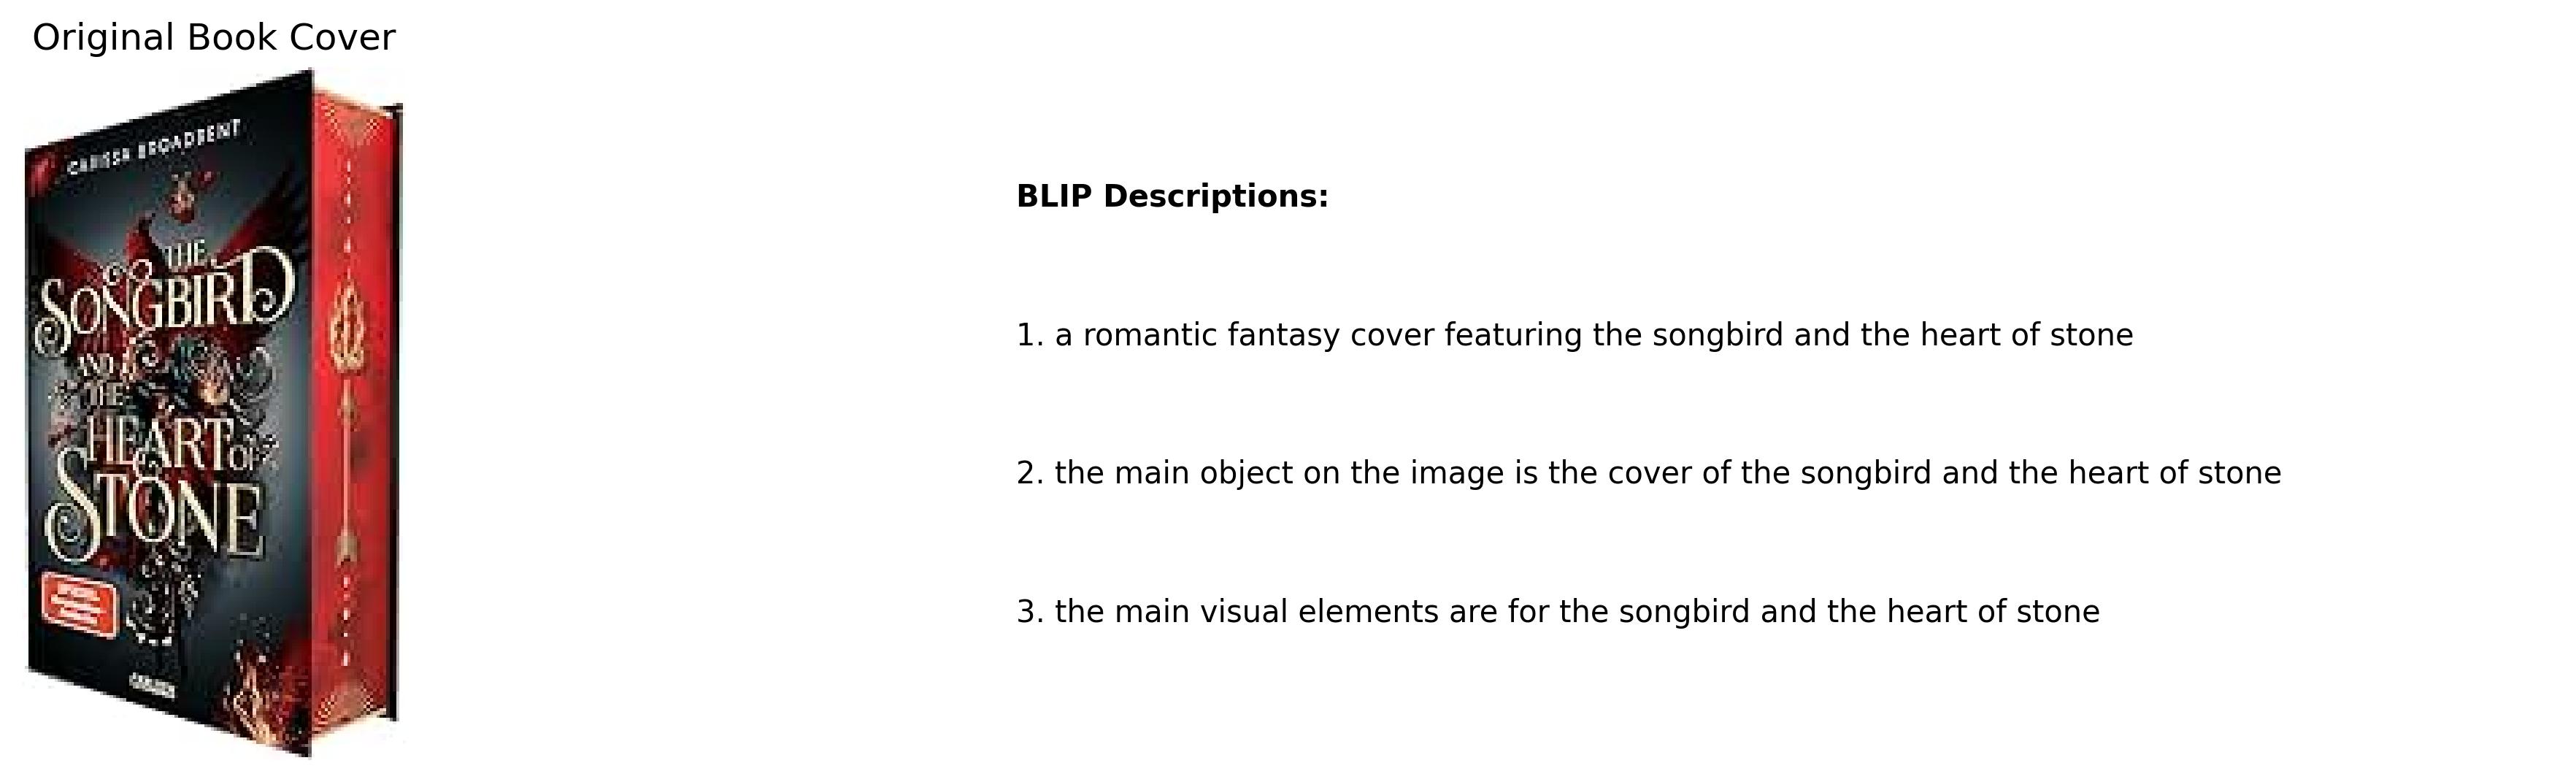 Original Book Cover
CARISSA BROADBENT
THE
SONGBIRD
AND
THE
HEART OF
STONE
CARLSEN
BLIP Descriptions:
1. a romantic fantasy cover featuring the songbird and the heart of stone
2. the main object on the image is the cover of the songbird and the heart of stone
3. the main visual elements are for the songbird and the heart of stone